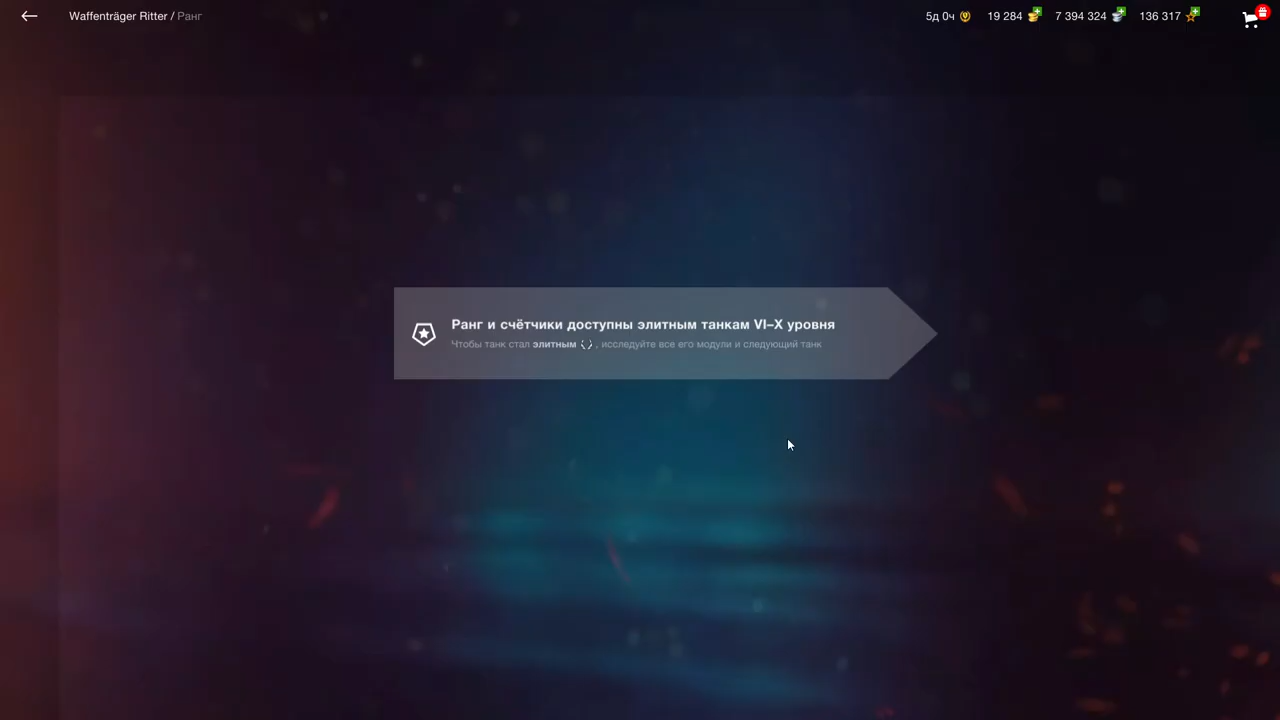 Waffenträger Ritter / Ранг
5д 0ч 19 284 7 394 324 136 317
Ранг и счётчики доступны элитным танкам VI–X уровня
Чтобы танк стал элитным , исследуйте все его модули и следующий танк